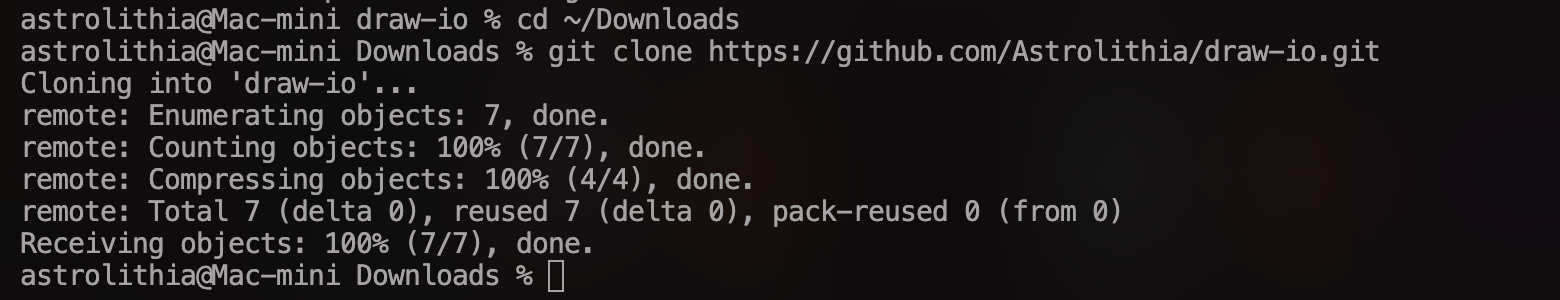 astrolithia@Mac-mini draw-io % cd ~/Downloads
astrolithia@Mac-mini Downloads % git clone https://github.com/Astrolithia/draw-io.git
Cloning into 'draw-io'...
remote: Enumerating objects: 7, done.
remote: Counting objects: 100% (7/7), done.
remote: Compressing objects: 100% (4/4), done.
remote: Total 7 (delta 0), reused 7 (delta 0), pack-reused 0 (from 0)
Receiving objects: 100% (7/7), done.
astrolithia@Mac-mini Downloads %